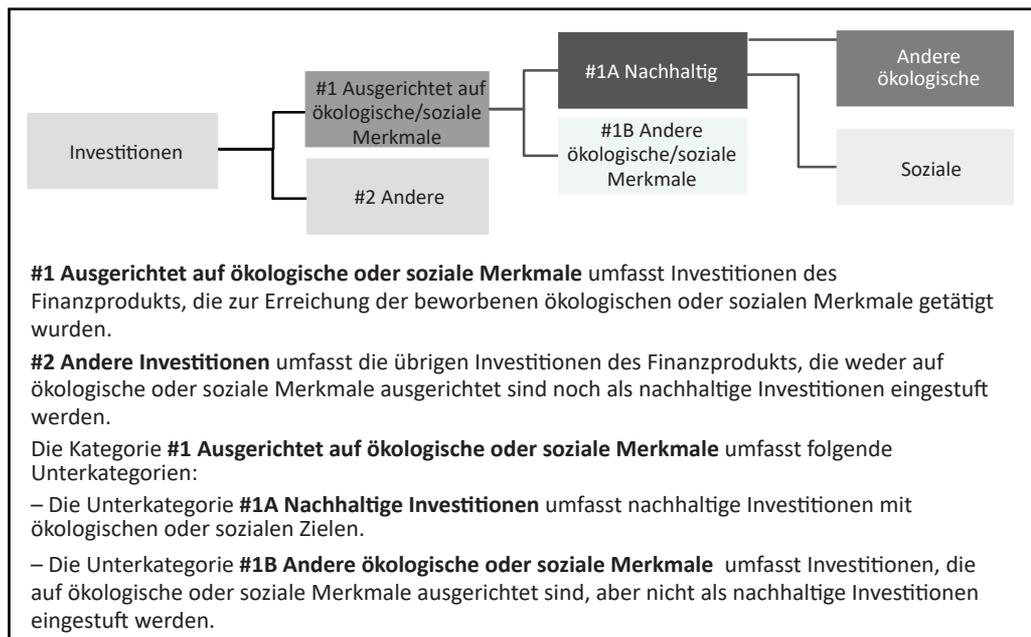 Investitionen
#1 Ausgerichtet auf
ökologische/soziale
Merkmale
#2 Andere
#1A Nachhaltig
#1B Andere
ökologische/soziale
Merkmale
Andere
ökologische
Soziale
#1 Ausgerichtet auf ökologische oder soziale Merkmale umfasst Investitionen des
Finanzprodukts, die zur Erreichung der beworbenen ökologischen oder sozialen Merkmale getätigt
wurden.
#2 Andere Investitionen umfasst die übrigen Investitionen des Finanzprodukts, die weder auf
ökologische oder soziale Merkmale ausgerichtet sind noch als nachhaltige Investitionen eingestuft
werden.
Die Kategorie #1 Ausgerichtet auf ökologische oder soziale Merkmale umfasst folgende
Unterkategorien:
– Die Unterkategorie #1A Nachhaltige Investitionen umfasst nachhaltige Investitionen mit
ökologischen oder sozialen Zielen.
– Die Unterkategorie #1B Andere ökologische oder soziale Merkmale umfasst Investitionen, die
auf ökologische oder soziale Merkmale ausgerichtet sind, aber nicht als nachhaltige Investitionen
eingestuft werden.